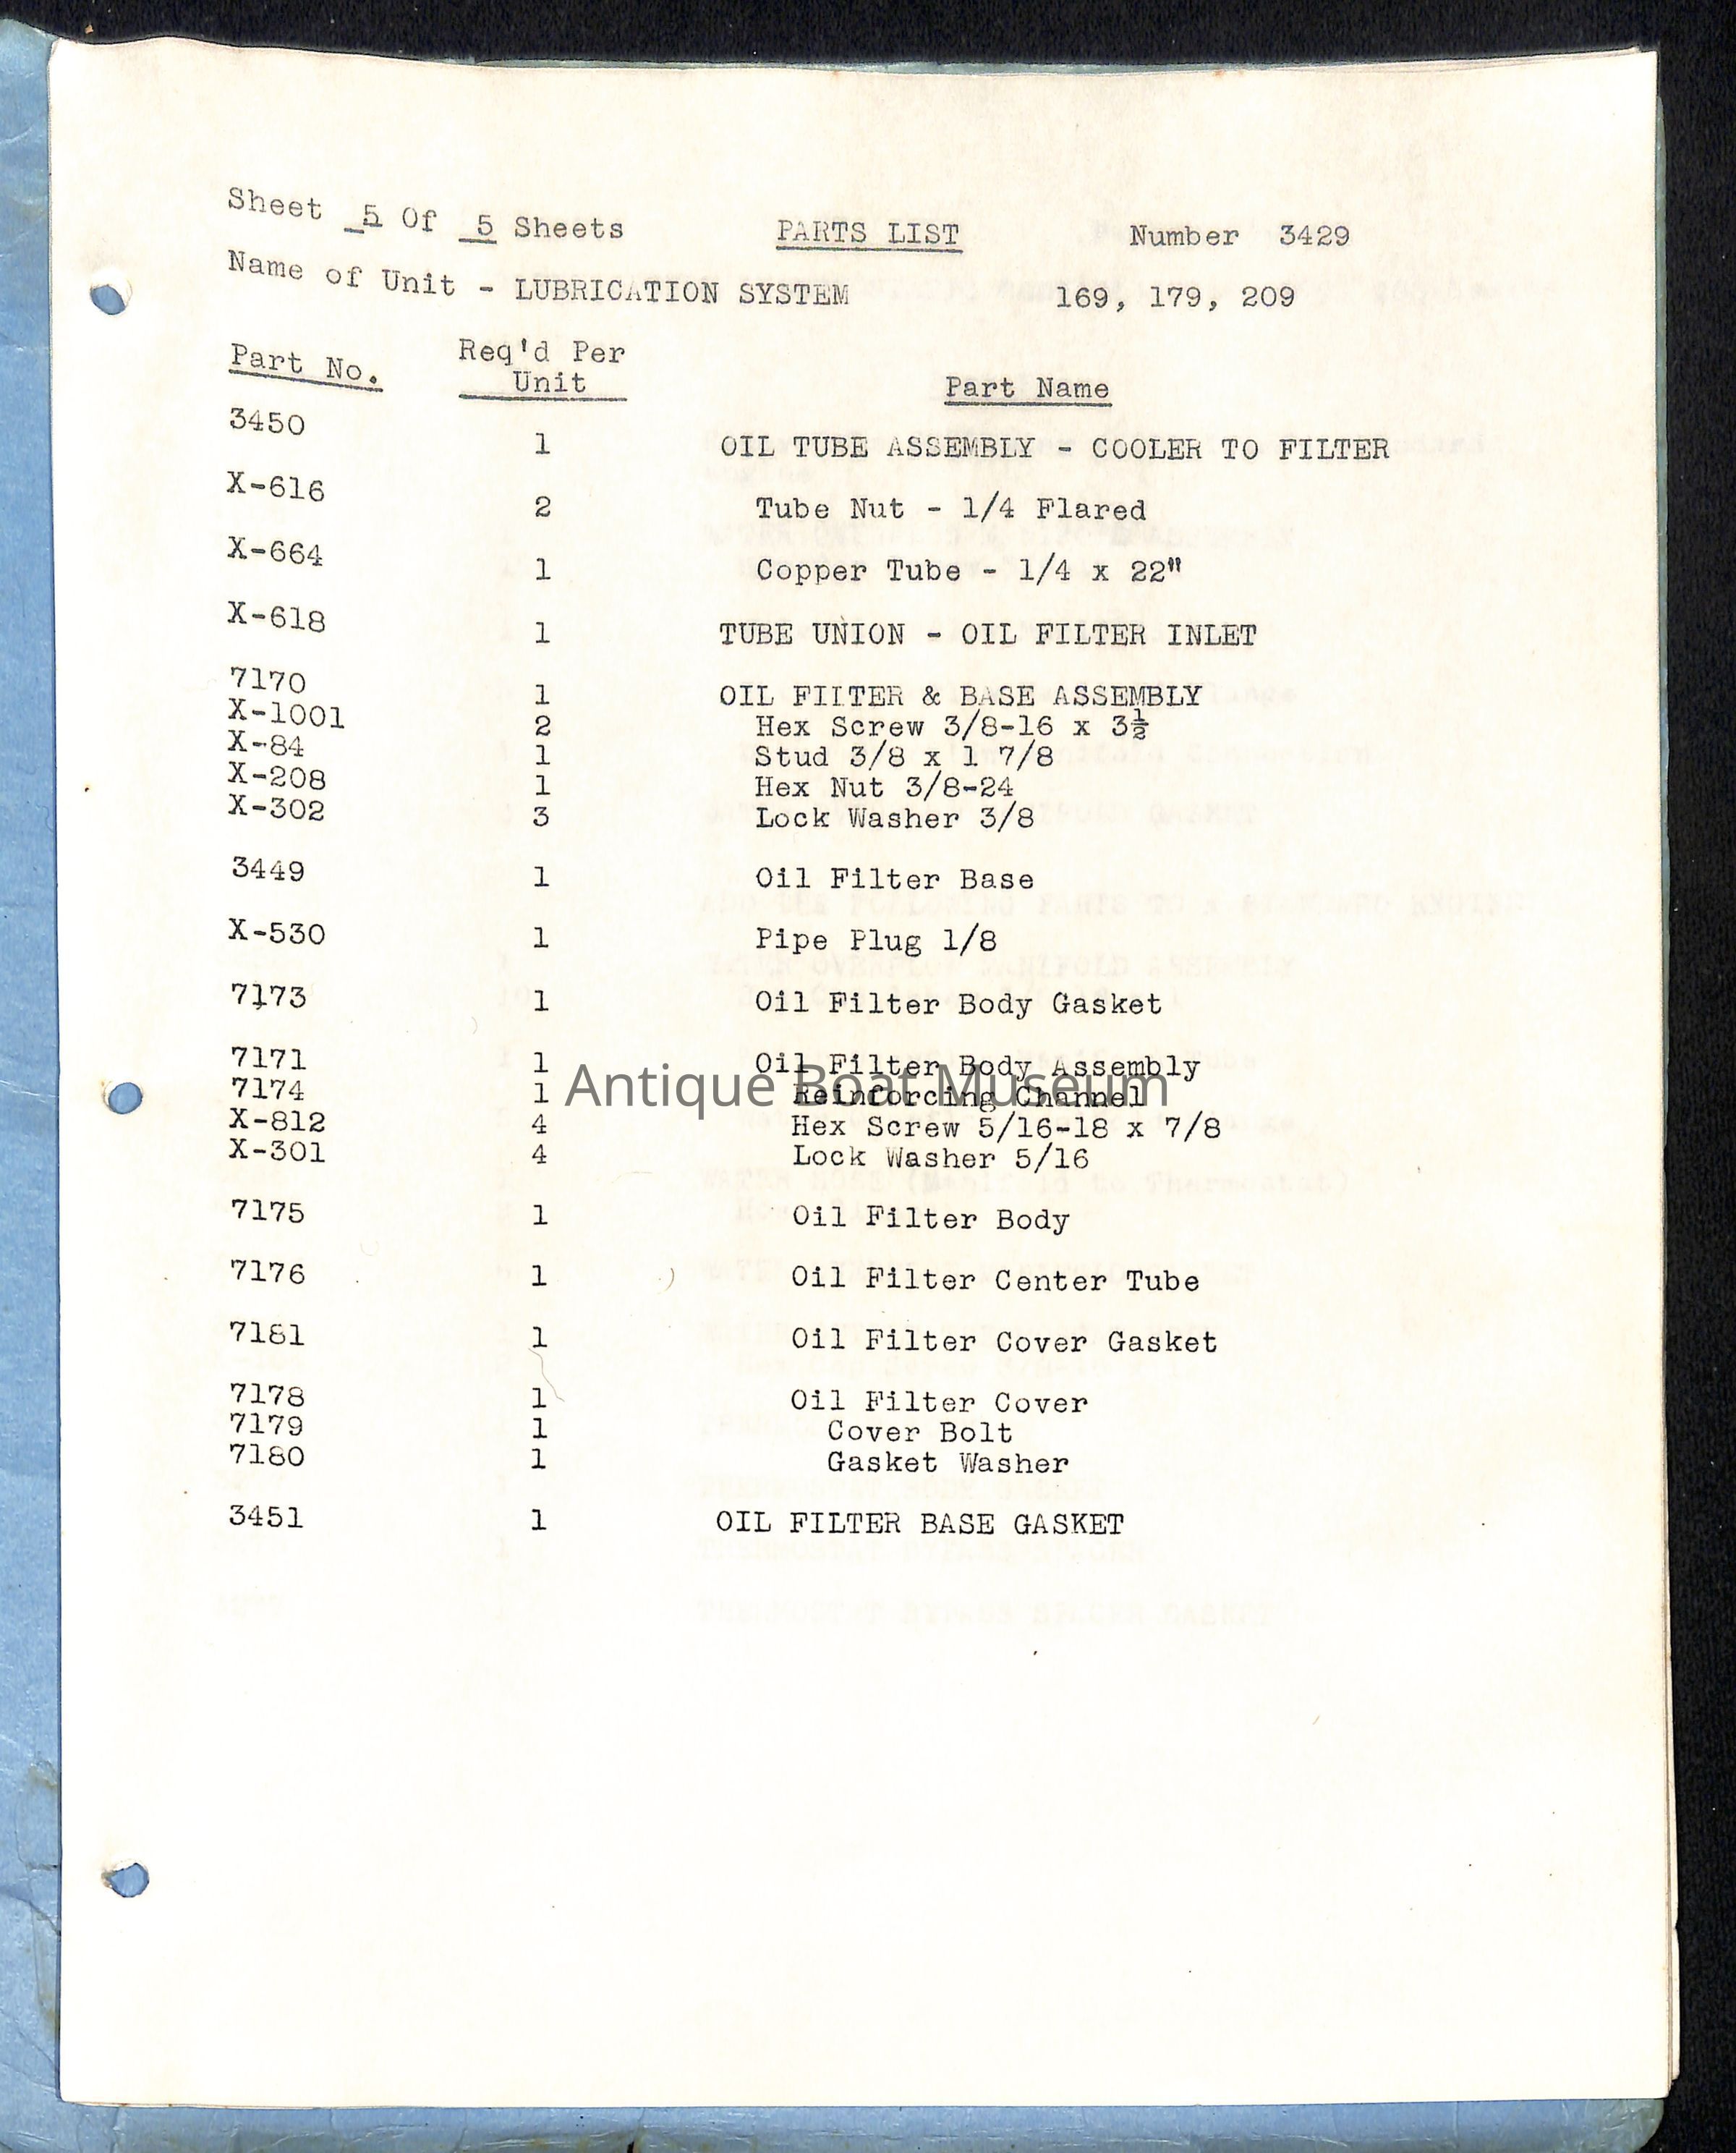 Sheet 5 Of 5 Sheets PARTS LIST Number 3429
Name of Unit - LUBRICATION SYSTEM 169, 179, 209
Part No. Req'd Per Unit Part Name
3450 1 OIL TUBE ASSEMBLY - COOLER TO FILTER
X-616 2 Tube Nut - 1/4 Flared
X-664 1 Copper Tube - 1/4 x 22"
X-618 1 TUBE UNION - OIL FILTER INLET
7170 1 OIL FIITER & BASE ASSEMBLY
X-1001 2 Hex Screw 3/8-16 x 3½
X-84 1 Stud 3/8 x 1 7/8
X-208 1 Hex Nut 3/8-24
X-302 3 Lock Washer 3/8
3449 1 Oil Filter Base
X-530 1 Pipe Plug 1/8
7173 1 Oil Filter Body Gasket
7171 1 Oil Filter Body Assembly
Antique Boat Museum
7174 1 Reinforcing Channel
X-812 4 Hex Screw 5/16-18 x 7/8
X-301 4 Lock Washer 5/16
7175 1 Oil Filter Body
7176 1 Oil Filter Center Tube
7181 1 Oil Filter Cover Gasket
7178 1 Oil Filter Cover
7179 1 Cover Bolt
7180 1 Gasket Washer
3451 1 OIL FILTER BASE GASKET